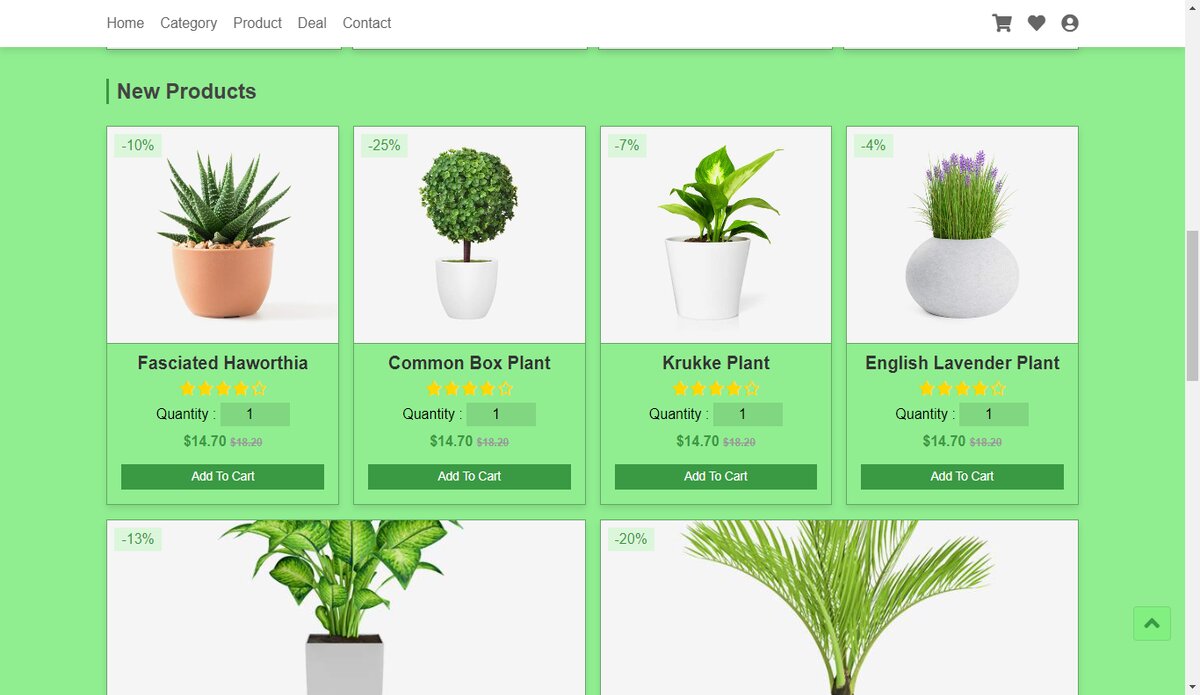 Home Category Product Deal Contact
New Products
-10% -25% -7% -4%
Fasciated Haworthia Common Box Plant Krukke Plant English Lavender Plant
Quantity : 1 Quantity : 1 Quantity : 1 Quantity : 1
$14.70 $18.20 $14.70 $18.20 $14.70 $18.20 $14.70 $18.20
Add To Cart Add To Cart Add To Cart Add To Cart
-13% -20%